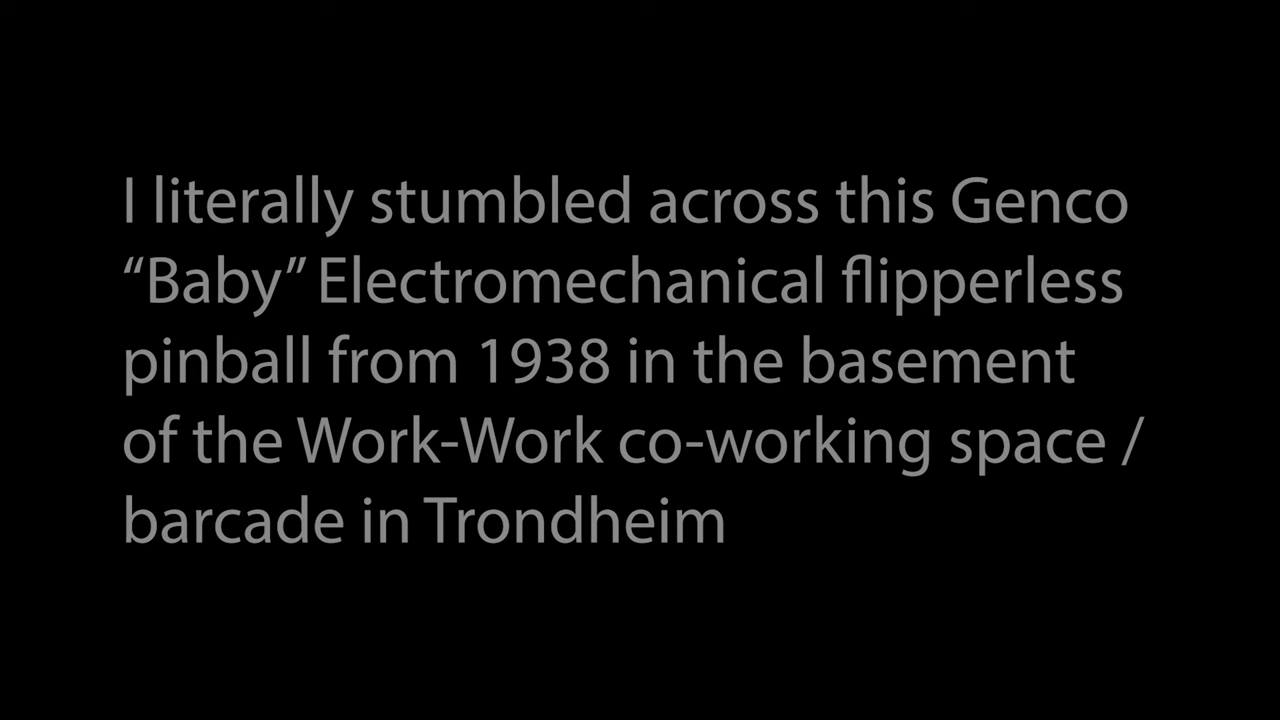 I literally stumbled across this Genco
“Baby” Electromechanical flipperless
pinball from 1938 in the basement
of the Work-Work co-working space /
barcade in Trondheim